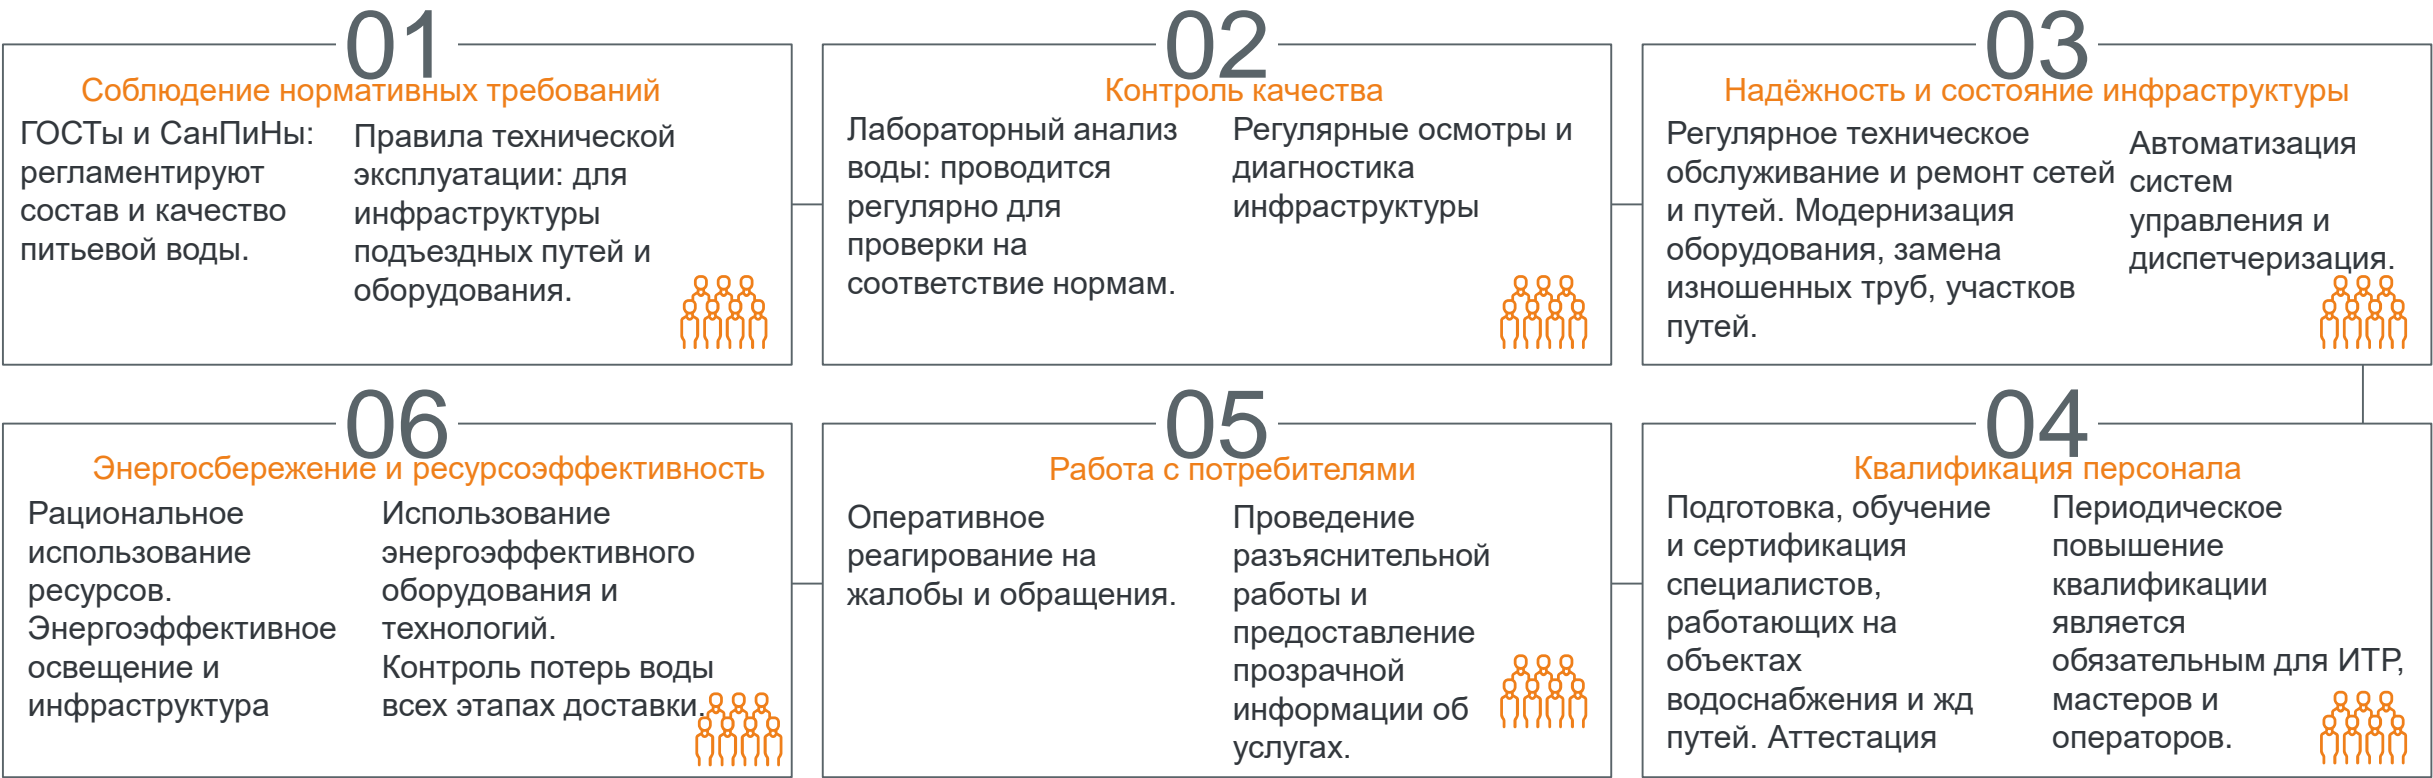 01
Соблюдение нормативных требований
ГОСТы и СанПиНы:
регламентируют
состав и качество
питьевой воды.
Правила технической
эксплуатации: для
инфраструктуры
подъездных путей и
оборудования.
02
Контроль качества
Лабораторный анализ
воды: проводится
регулярно для
проверки на
соответствие нормам.
Регулярные осмотры и
диагностика
инфраструктуры
03
Надёжность и состояние инфраструктуры
Регулярное техническое
обслуживание и ремонт сетей
и путей. Модернизация
оборудования, замена
изношенных труб, участков
путей.
Автоматизация
систем
управления и
диспетчеризация.
04
Квалификация персонала
Подготовка, обучение
и сертификация
специалистов,
работающих на
объектах
водоснабжения и жд
путей. Аттестация
Периодическое
повышение
квалификации
является
обязательным для ИТР,
мастеров и
операторов.
05
Работа с потребителями
Оперативное
реагирование на
жалобы и обращения.
Проведение
разъяснительной
работы и
предоставление
прозрачной
информации об
услугах.
06
Энергосбережение и ресурсоэффективность
Рациональное
использование
ресурсов.
Энергоэффективное
освещение и
инфраструктура
Использование
энергоэффективного
оборудования и
технологий.
Контроль потерь воды
всех этапах доставки.